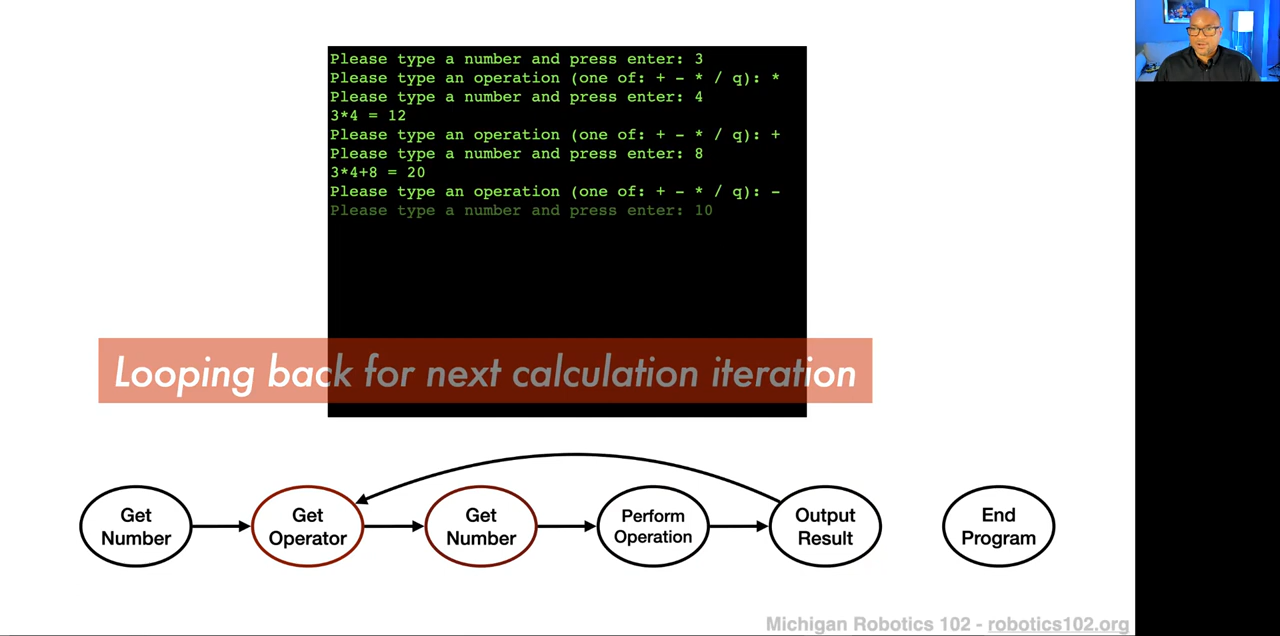 Please type a number and press enter: 3
Please type an operation (one of: + - * / q): *
Please type a number and press enter: 4
3*4 = 12
Please type an operation (one of: + - * / q): +
Please type a number and press enter: 8
3*4+8 = 20
Please type an operation (one of: + - * / q): -
Please type a number and press enter: 10
Looping back for next calculation iteration
Get
Number
Get
Operator
Get
Number
Perform
Operation
Output
Result
End
Program
Michigan Robotics 102 - robotics102.org